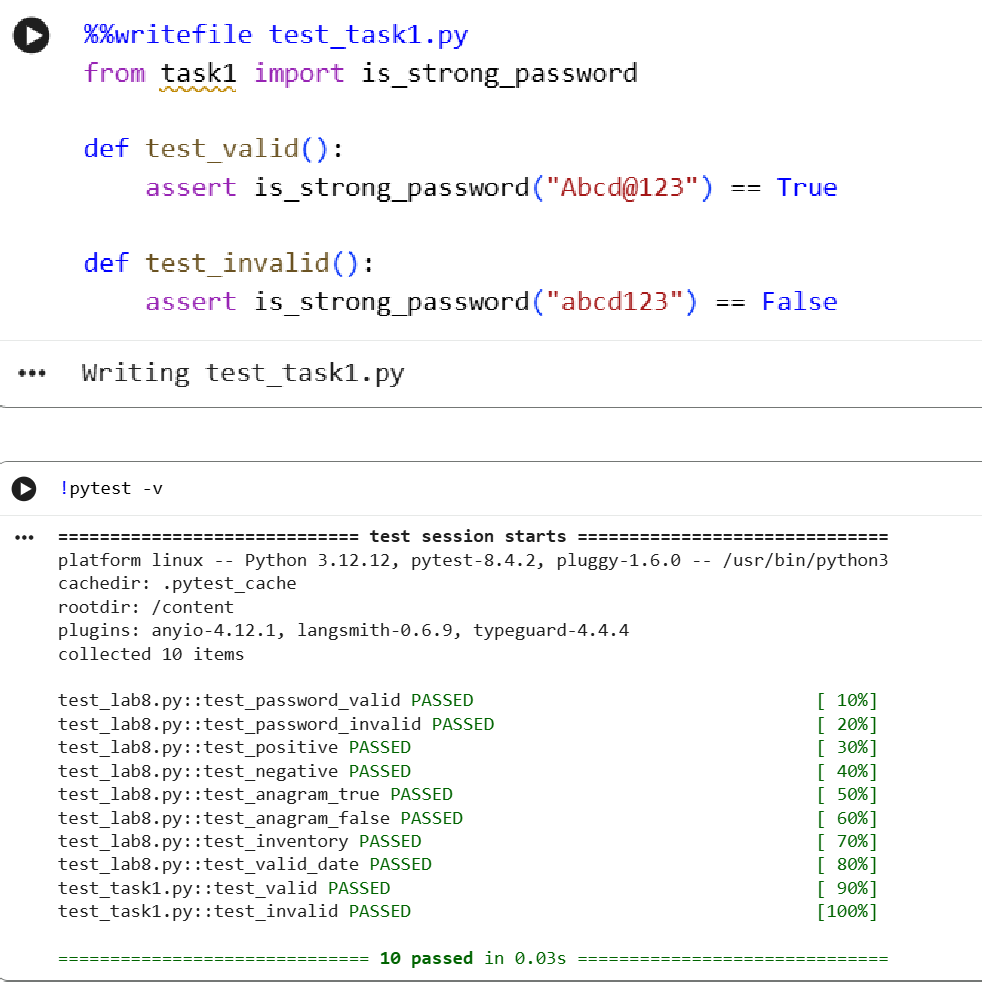 %%writefile test_task1.py
from task1 import is_strong_password
def test_valid():
    assert is_strong_password("Abcd@123") == True
def test_invalid():
    assert is_strong_password("abcd123") == False
Writing test_task1.py
!pytest -v
============================= test session starts ==============================
platform linux -- Python 3.12.12, pytest-8.4.2, pluggy-1.6.0 -- /usr/bin/python3
cachedir: .pytest_cache
rootdir: /content
plugins: anyio-4.12.1, langsmith-0.6.9, typeguard-4.4.4
collected 10 items
test_lab8.py::test_password_valid PASSED [ 10%]
test_lab8.py::test_password_invalid PASSED [ 20%]
test_lab8.py::test_positive PASSED [ 30%]
test_lab8.py::test_negative PASSED [ 40%]
test_lab8.py::test_anagram_true PASSED [ 50%]
test_lab8.py::test_anagram_false PASSED [ 60%]
test_lab8.py::test_inventory PASSED [ 70%]
test_lab8.py::test_valid_date PASSED [ 80%]
test_task1.py::test_valid PASSED [ 90%]
test_task1.py::test_invalid PASSED [100%]
============================== 10 passed in 0.03s ==============================